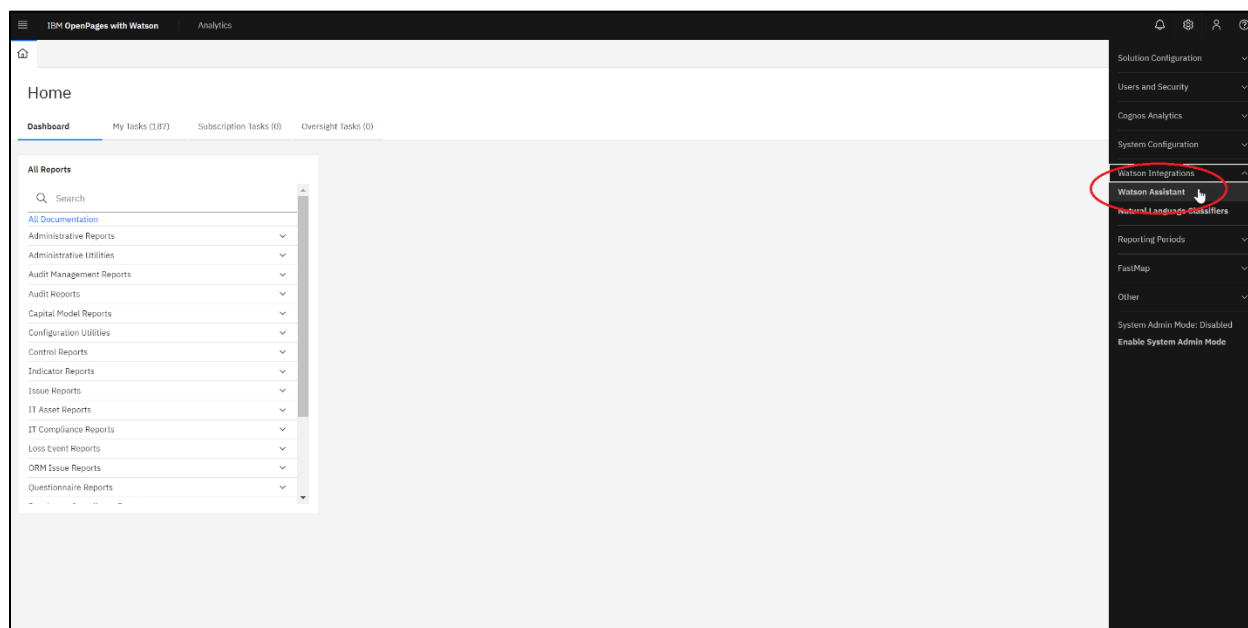 IBM OpenPages with Watson
Analytics
Home
Dashboard
My Tasks (187)
Subscription Tasks (0)
Oversight Tasks (0)
All Reports
Search
All Documentation
Administrative Reports
Administrative Utilities
Audit Management Reports
Audit Reports
Capital Model Reports
Configuration Utilities
Control Reports
Indicator Reports
Issue Reports
IT Asset Reports
IT Compliance Reports
Loss Event Reports
ORM Issue Reports
Questionnaire Reports
Solution Configuration
Users and Security
Cognos Analytics
System Configuration
Watson Integrations
Watson Assistant
Natural Language Classifiers
Reporting Periods
FastMap
Other
System Admin Mode: Disabled
Enable System Admin Mode